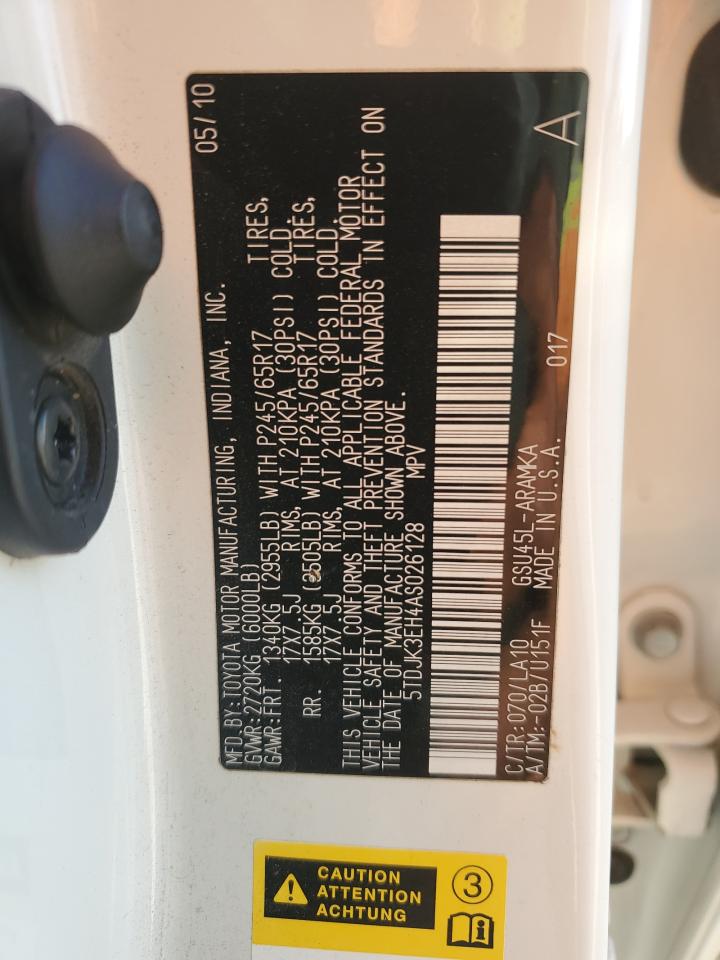 MFD.BY:TOYOTA MOTOR MANUFACTURING, INDIANA, INC. 05/10
GVWR:2720KG (6000LB)
GAWR:FRT. 1340KG (2955LB) WITH P245/65R17 TIRES,
17X7.5J RIMS, AT 210KPA (30PSI) COLD.
RR. 1585KG (3505LB) WITH P245/65R17 TIRES,
17X7.5J RIMS, AT 210KPA (30PSI) COLD.
THIS VEHICLE CONFORMS TO ALL APPLICABLE FEDERAL MOTOR
VEHICLE SAFETY AND THEFT PREVENTION STANDARDS IN EFFECT ON
THE DATE OF MANUFACTURE SHOWN ABOVE.
5TDJK3EH4AS026128 MPV
C/TR:070/LA10 GSU45L-ARAMKA 017 A
A/TM:-02B/U151F MADE IN U.S.A.
CAUTION
ATTENTION
ACHTUNG
3